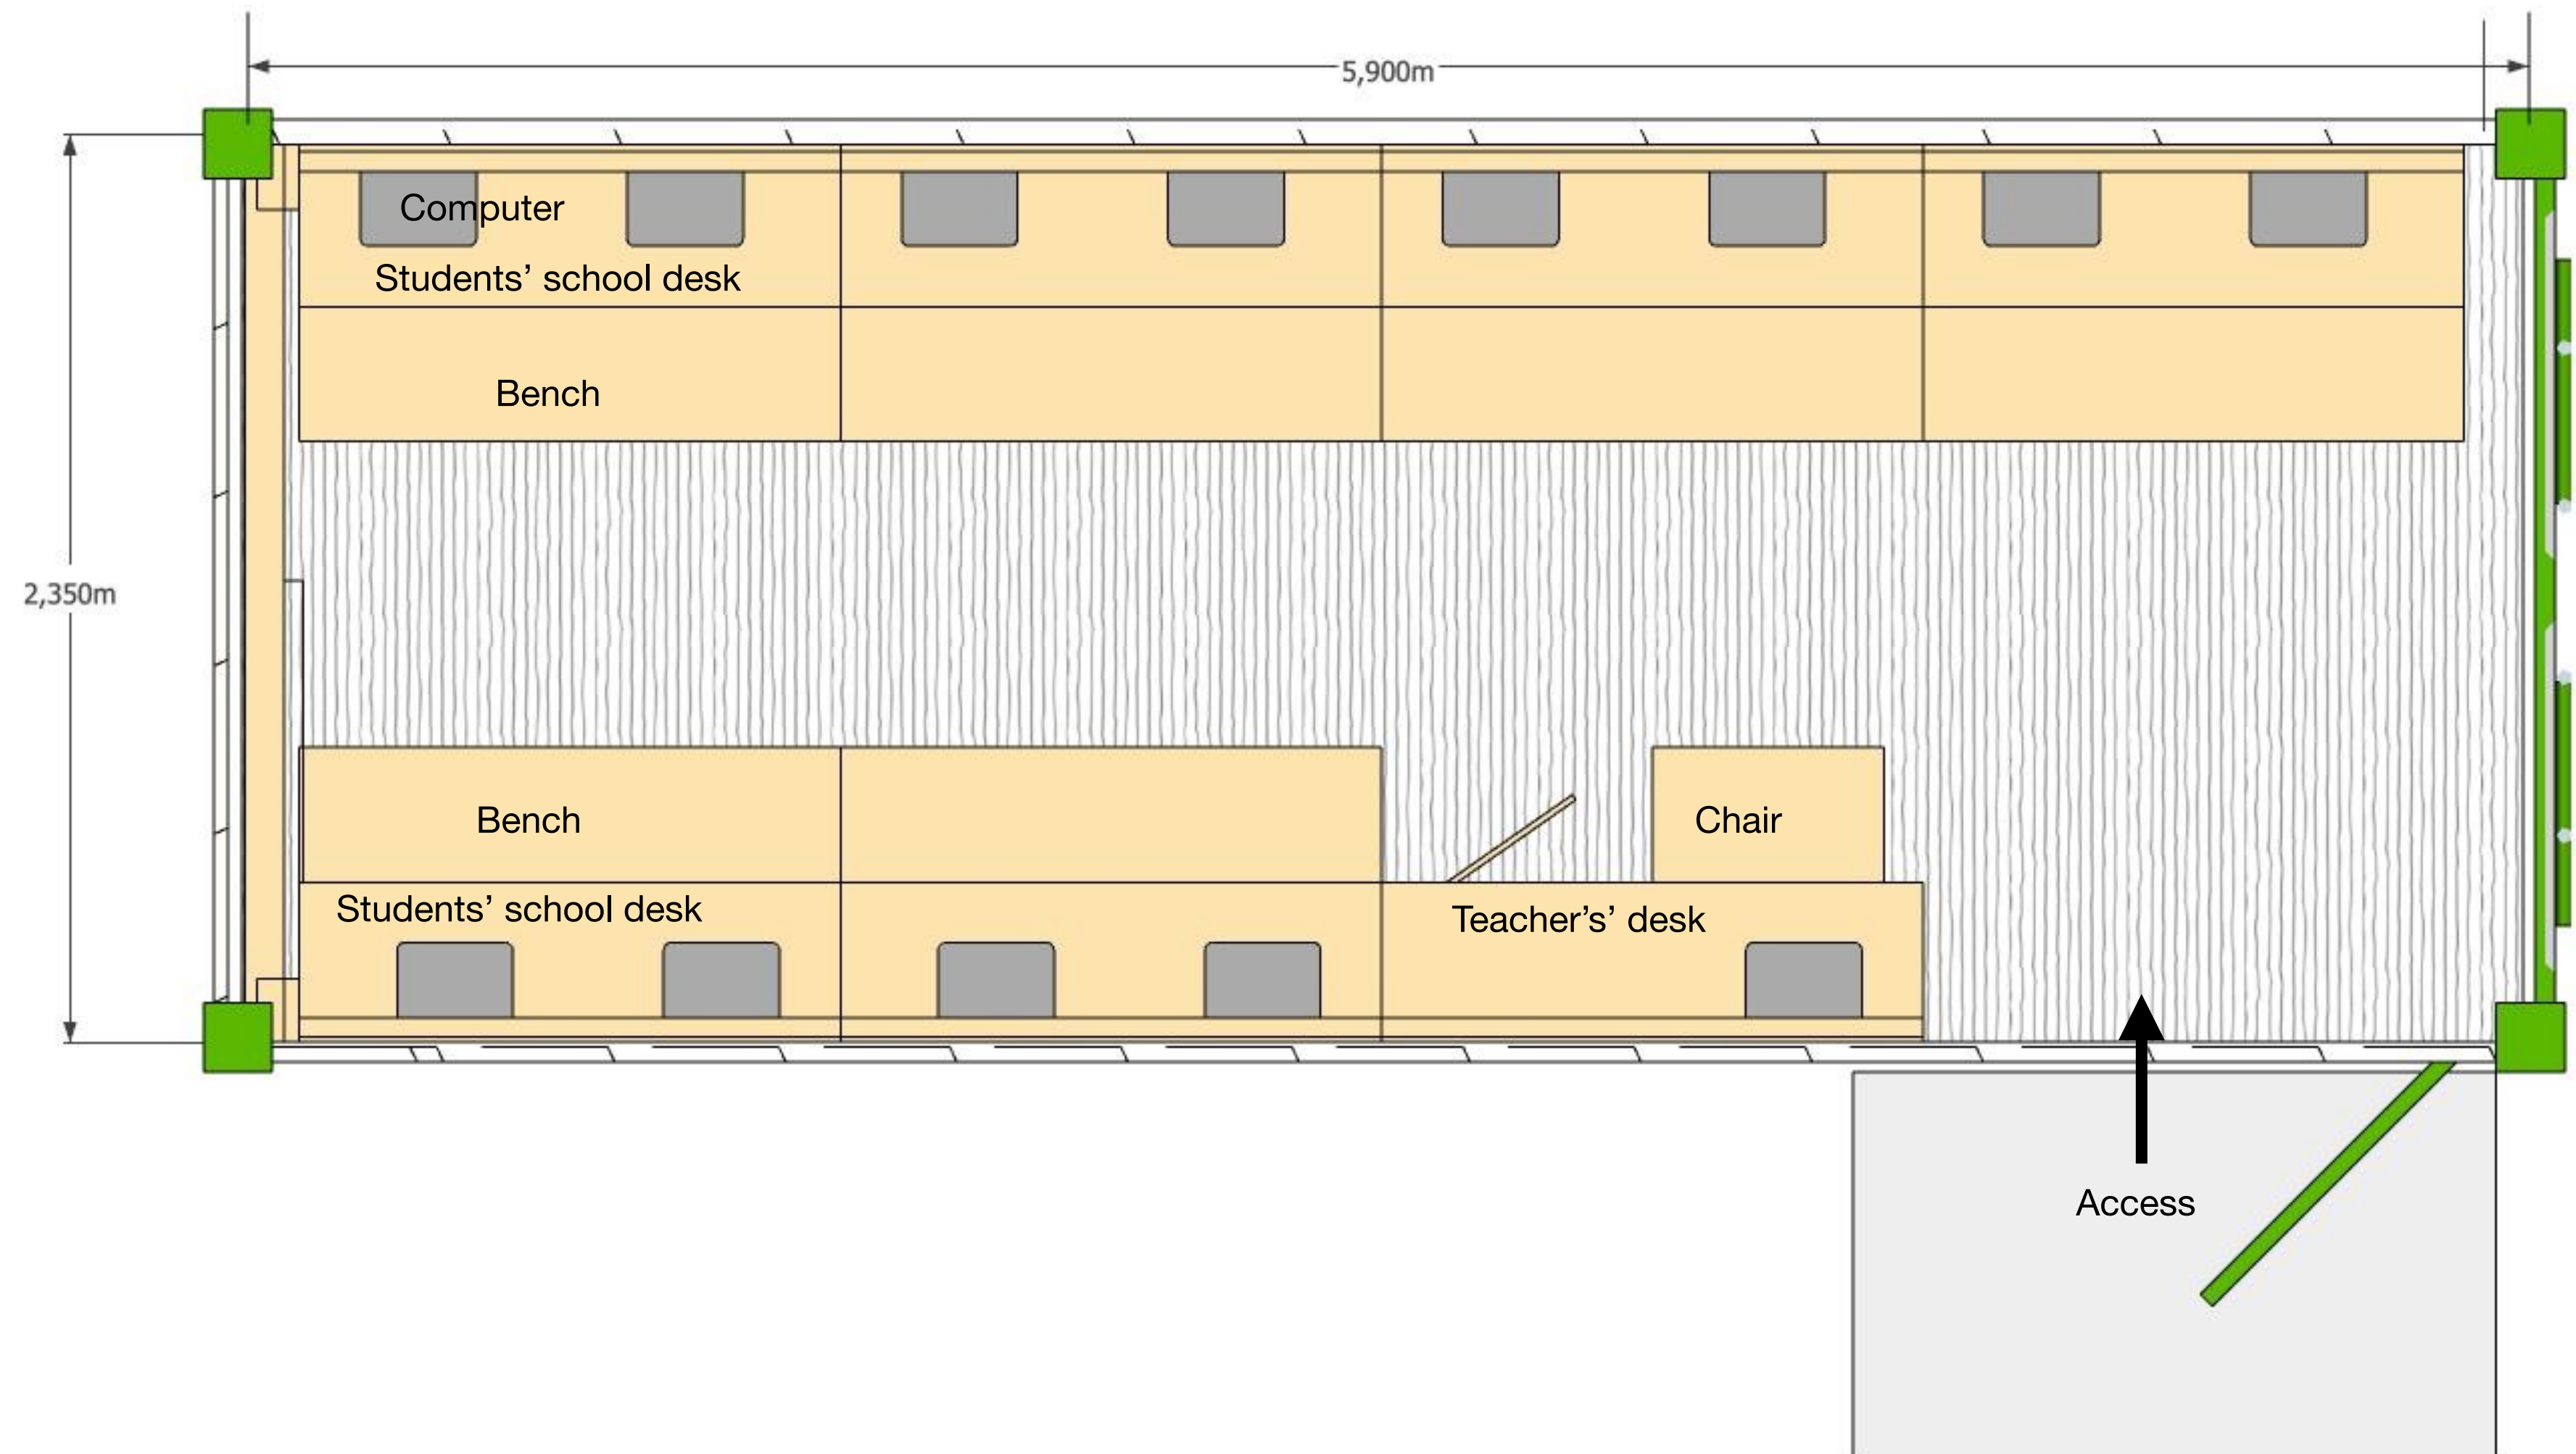 5,900m
Computer
Students’ school desk
Bench
2,350m
Bench
Chair
Students’ school desk
Teacher’s’ desk
Access